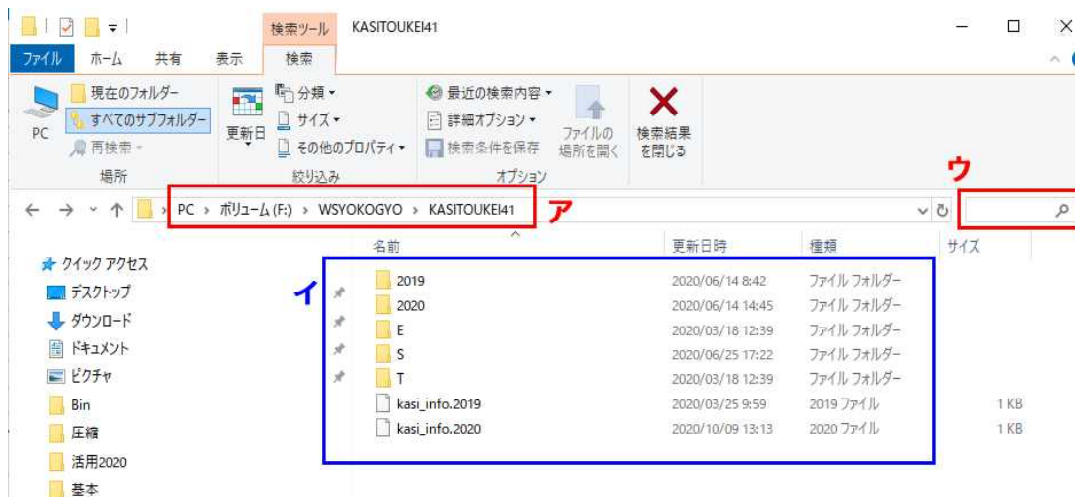 検索ツール KASITOUKEI41
ファイル ホーム 共有 表示 検索
PC
現在のフォルダー
すべてのサブフォルダー
再検索
場所
更新日
分類
サイズ
その他のプロパティ
絞り込み
最近の検索内容
詳細オプション
検索条件を保存
ファイルの
場所を開く
オプション
検索結果
を閉じる
ウ
PC › ボリューム (F:) › WSYOKOGYO › KASITOUKEI41
ア
名前 更新日時 種類 サイズ
クイック アクセス
デスクトップ
ダウンロード
ドキュメント
ピクチャ
Bin
圧縮
活用2020
基本
イ
2019 2020/06/14 8:42 ファイル フォルダー
2020 2020/06/14 14:45 ファイル フォルダー
E 2020/03/18 12:39 ファイル フォルダー
S 2020/06/25 17:22 ファイル フォルダー
T 2020/03/18 12:39 ファイル フォルダー
kasi_info.2019 2020/03/25 9:59 2019 ファイル 1 KB
kasi_info.2020 2020/10/09 13:13 2020 ファイル 1 KB